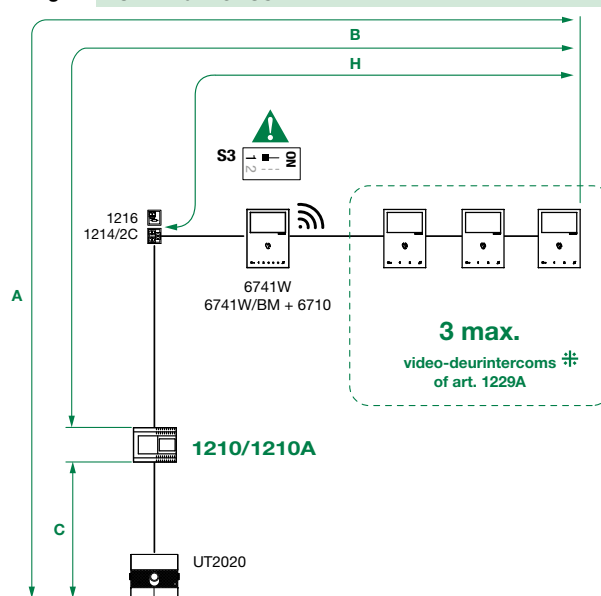 B
H
S3
1
2
ON
1216
1214/2C
A
6741W
6741W/BM + 6710
3 max.
video-deurintercoms
of art. 1229A
1210/1210A
C
UT2020